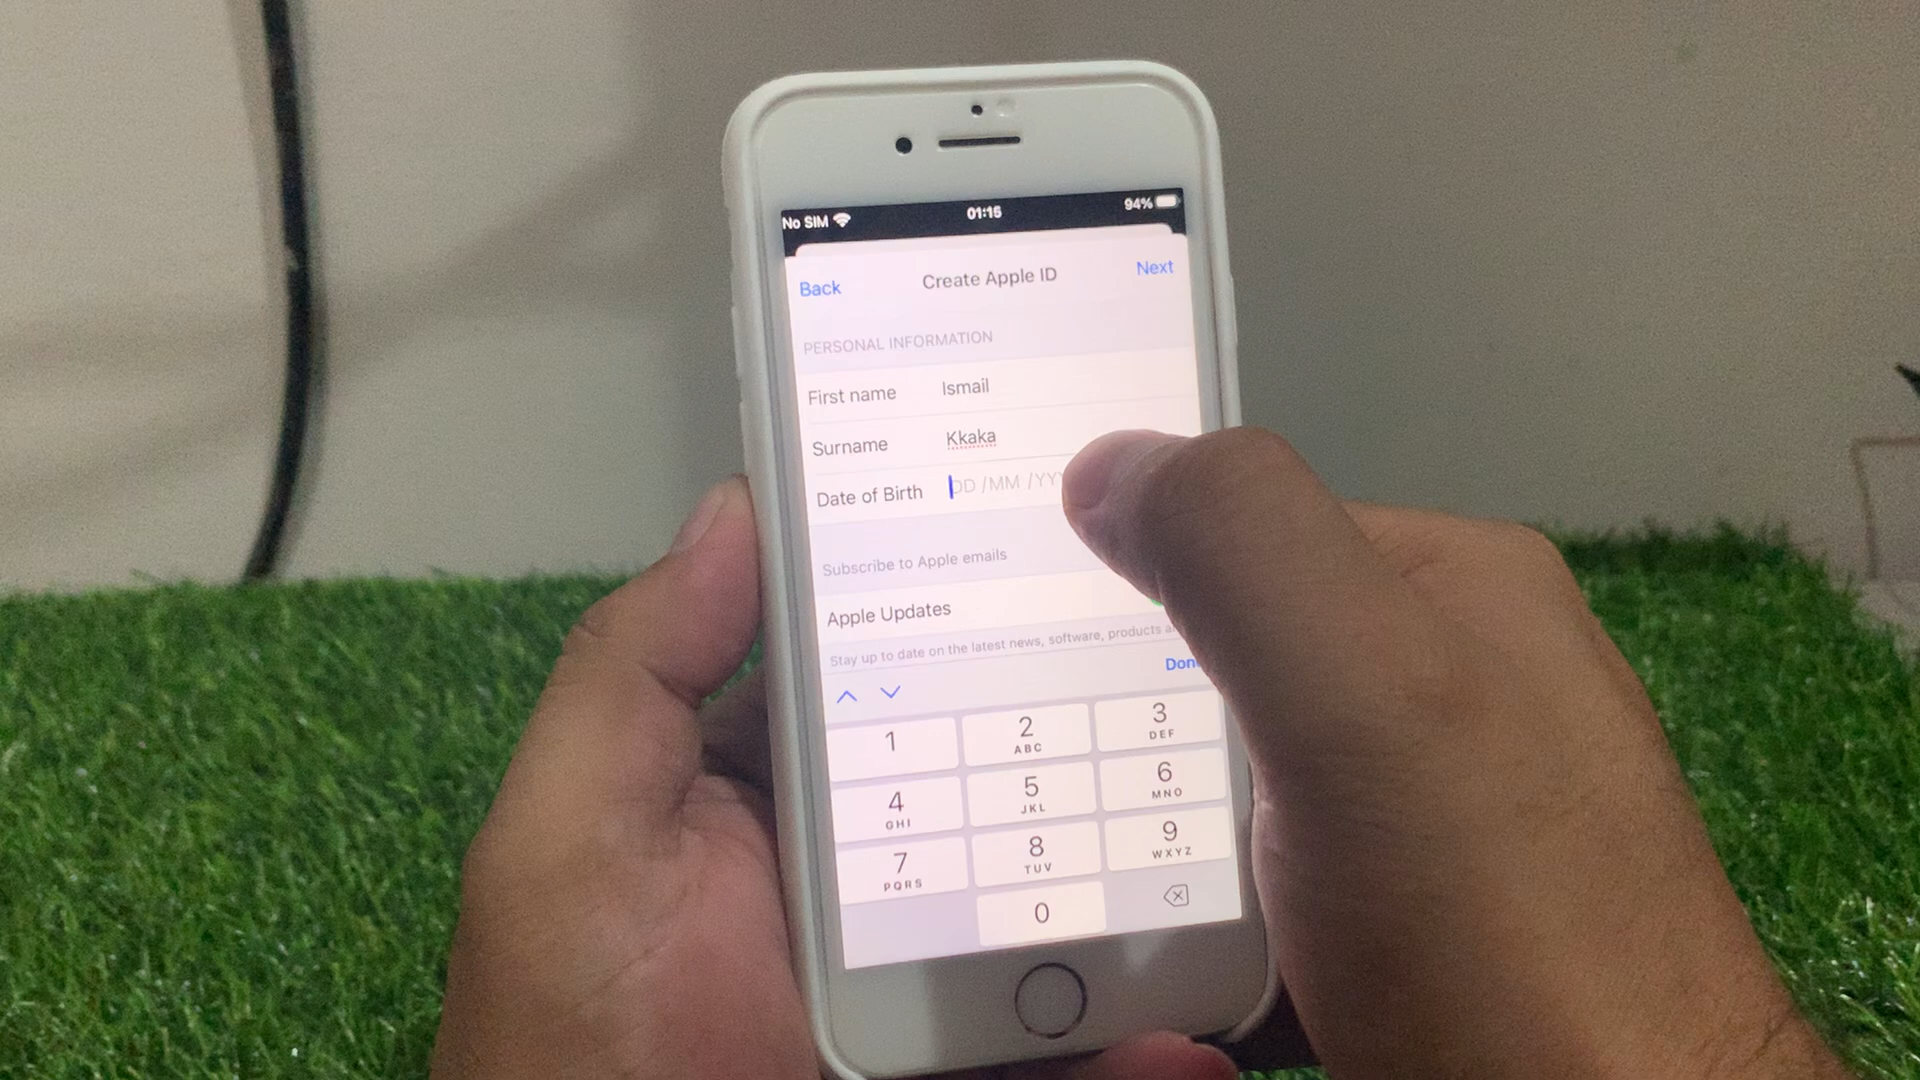 No SIM 01:15 94%
Back Create Apple ID Next
PERSONAL INFORMATION
First name Ismail
Surname Kkaka
Date of Birth DD /MM /YY
Subscribe to Apple emails
Apple Updates
Stay up to date on the latest news, software, products
Don
1 2 3
ABC DEF
4 5 6
GHI JKL MNO
7 8 9
PQRS TUV WXYZ
0